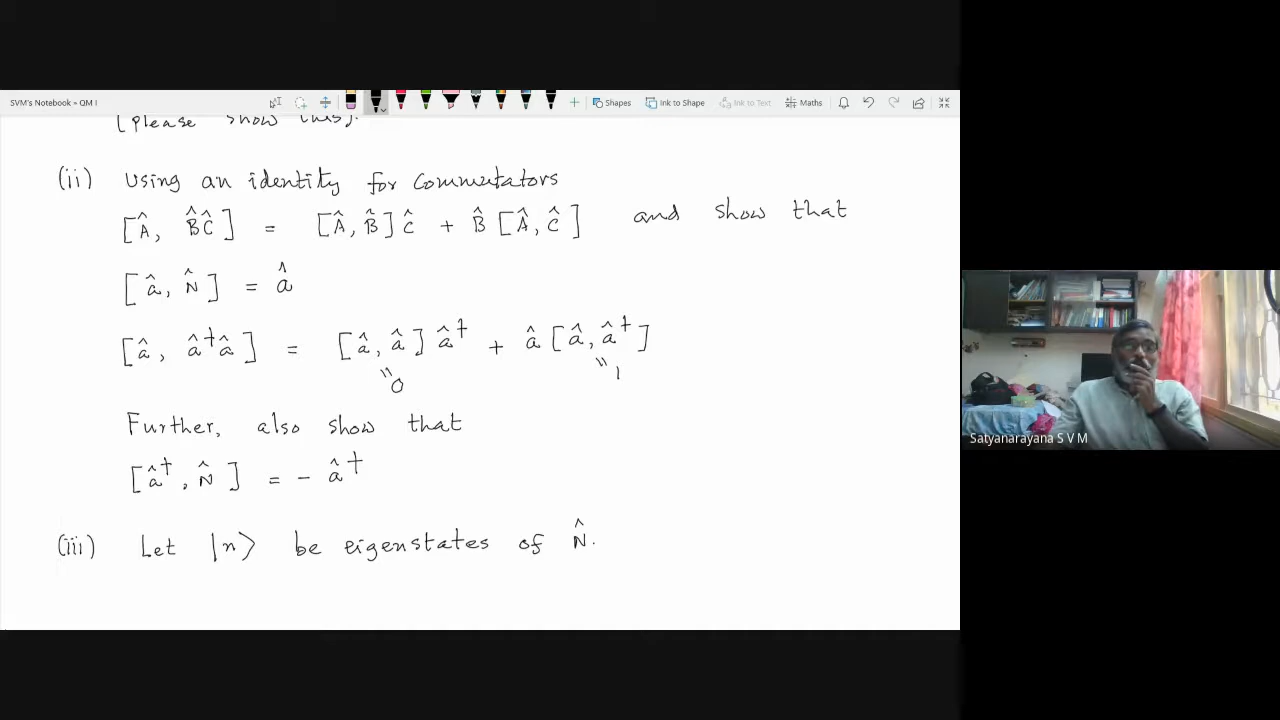 SVM's Notebook » QM I
Shapes
Ink to Shape
Ink to Text
Maths
(please show this).
(ii) Using an identity for commutators
[Â, B̂Ĉ] = [Â, B̂]Ĉ + B̂[Â, Ĉ] and show that
[â, N̂] = â
[â, â†â] = [â, â]â† + â[â, â†]
" 0 " 1
Further, also show that
[â†, N̂] = - â†
(iii) Let |n⟩ be eigenstates of N̂.
Satyanarayana S V M